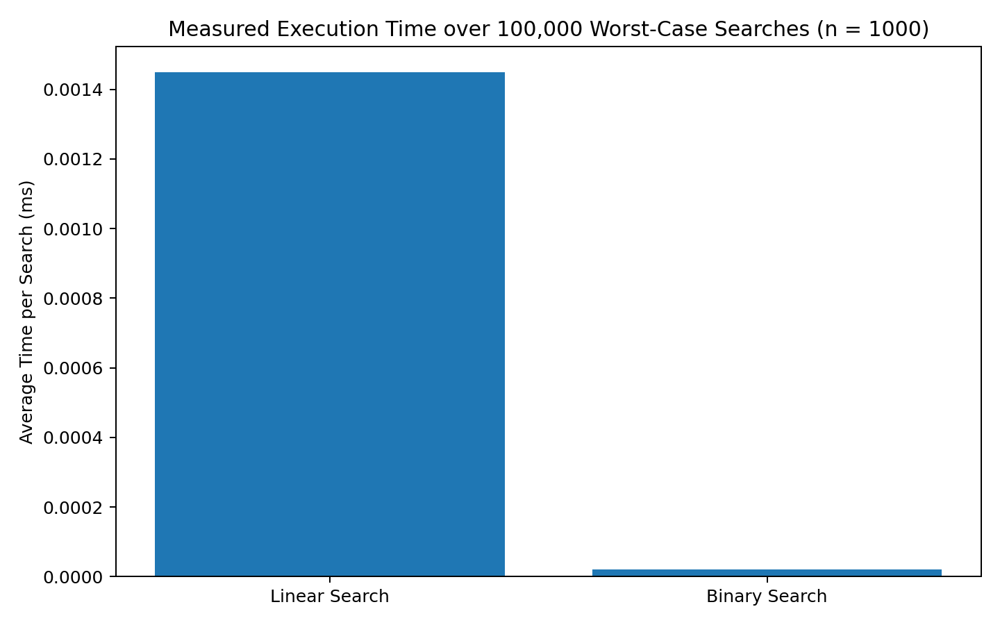 Measured Execution Time over 100,000 Worst-Case Searches (n = 1000)
Average Time per Search (ms)
0.0014
0.0012
0.0010
0.0008
0.0006
0.0004
0.0002
0.0000
Linear Search
Binary Search